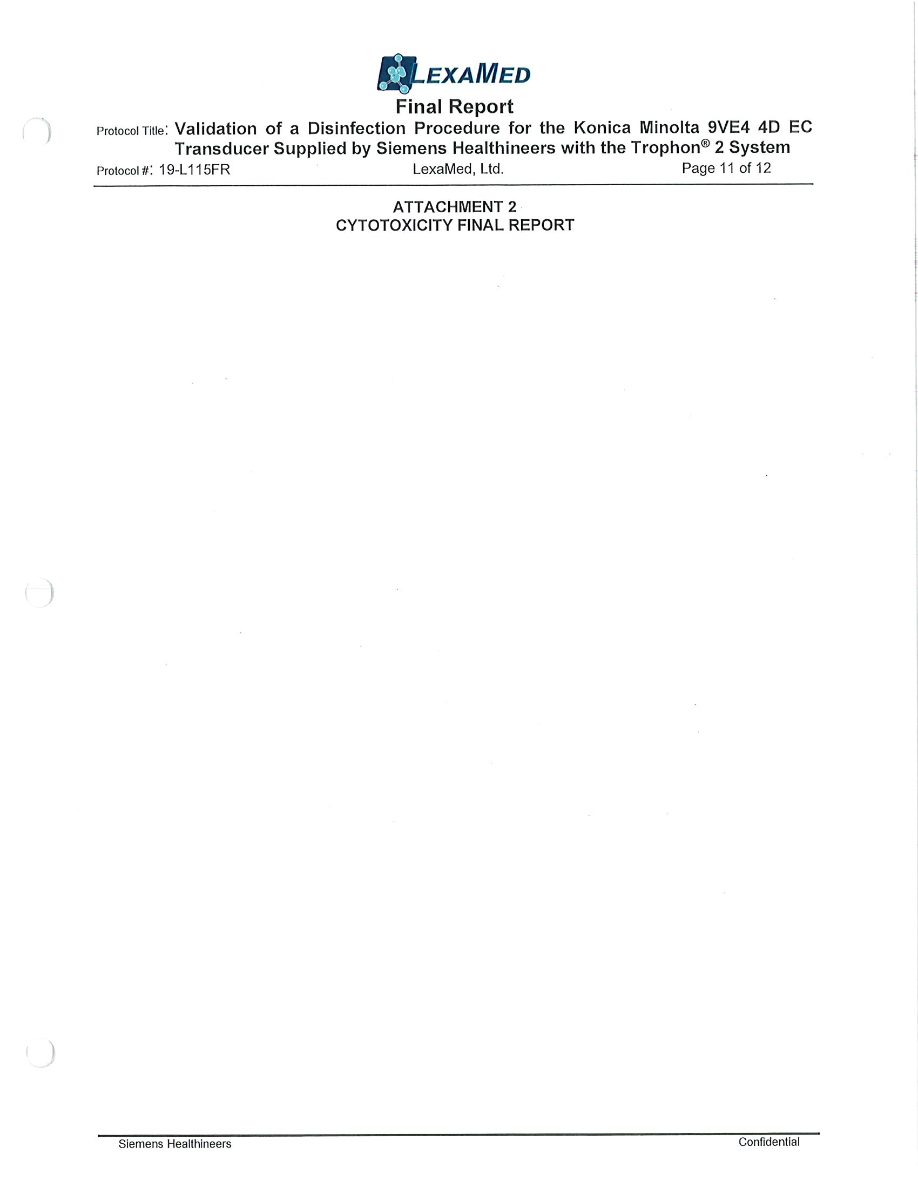 LEXAMED
Final Report
Protocol Title: Validation of a Disinfection Procedure for the Konica Minolta 9VE4 4D EC
Transducer Supplied by Siemens Healthineers with the Trophon® 2 System
Protocol #: 19-L115FR LexaMed, Ltd. Page 11 of 12
ATTACHMENT 2
CYTOTOXICITY FINAL REPORT
Siemens Healthineers Confidential